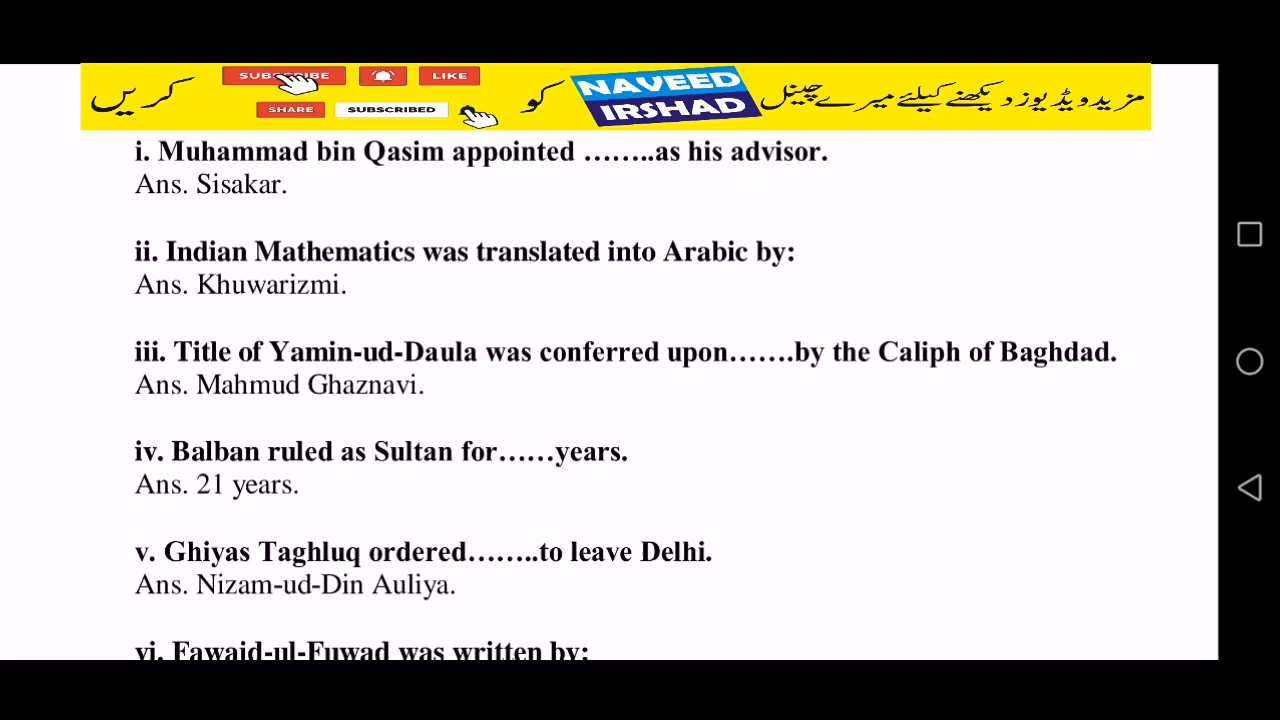 مزید ویڈیوز دیکھنے کیلئے میرے چینل NAVEED IRSHAD کو SUBSCRIBE LIKE SHARE SUBSCRIBED کریں
i. Muhammad bin Qasim appointed ……..as his advisor.
Ans. Sisakar.
ii. Indian Mathematics was translated into Arabic by:
Ans. Khuwarizmi.
iii. Title of Yamin-ud-Daula was conferred upon…….by the Caliph of Baghdad.
Ans. Mahmud Ghaznavi.
iv. Balban ruled as Sultan for……years.
Ans. 21 years.
v. Ghiyas Taghluq ordered……..to leave Delhi.
Ans. Nizam-ud-Din Auliya.
vi. Fawaid-ul-Fuwad was written by: